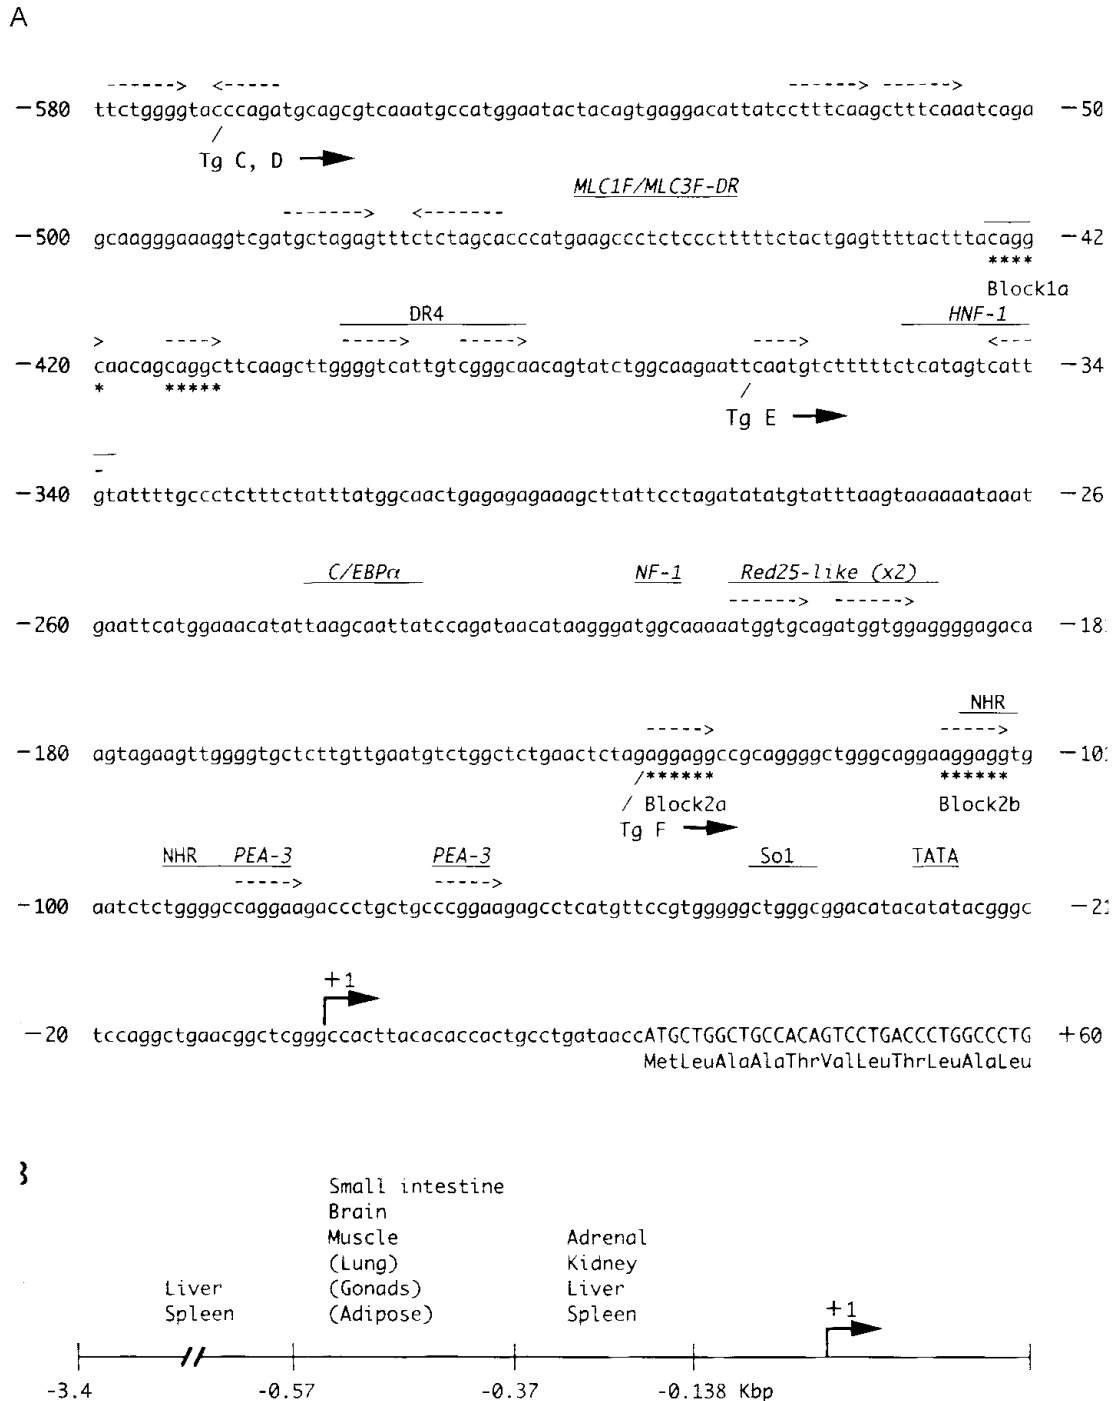 A
-580 ttctggggtacccagatgcagcgtcaaatgccatggaatactacagtgaggacattatcctttcaagctttcaaatcaga -50
Tg C, D
MLC1F/MLC3F-DR
-500 gcaagggaaaggtcgatgctagagtttctctagcacccatgaagccctctccctttttctactgagttttactttacagg -42
****
Block1a
DR4 HNF-1
-420 caacagcaggcttcaagcttggggtcattgtcgggcaacagtatctggcaagaattcaatgtctttttctcatagtcatt -34
* *****
Tg E
-340 gtattttgccctctttctatttatggcaactgagagagaaagcttattcctagatatatgtatttaagtaaaaaataaat -26
C/EBPα NF-1 Red25-like (x2)
-260 gaattcatggaaacatattaagcaattatccagataacataagggatggcaaaaatggtgcagatggtggaggggagaca -18
NHR
-180 agtagaagttggggtgctcttgttgaatgtctggctctgaactctagaggaggccgcaggggctgggcaggaaggaggtg -10
****** ******
Block2a Block2b
Tg F
NHR PEA-3 PEA-3 So1 TATA
-100 aatctctggggccaggaagaccctgctgcccggaagagcctcatgttccgtgggggctgggcggacatacatatacgggc -21
+1
-20 tccaggctgaacggctcgggccacttacacaccactgcctgataaccATGCTGGCTGCCACAGTCCTGACCCTGGCCCTG +60
MetLeuAlaAlaThrValLeuThrLeuAlaLeu
Small intestine
Brain
Muscle Adrenal
(Lung) Kidney
Liver (Gonads) Liver
Spleen (Adipose) Spleen
+1
-3.4 -0.57 -0.37 -0.138 Kbp